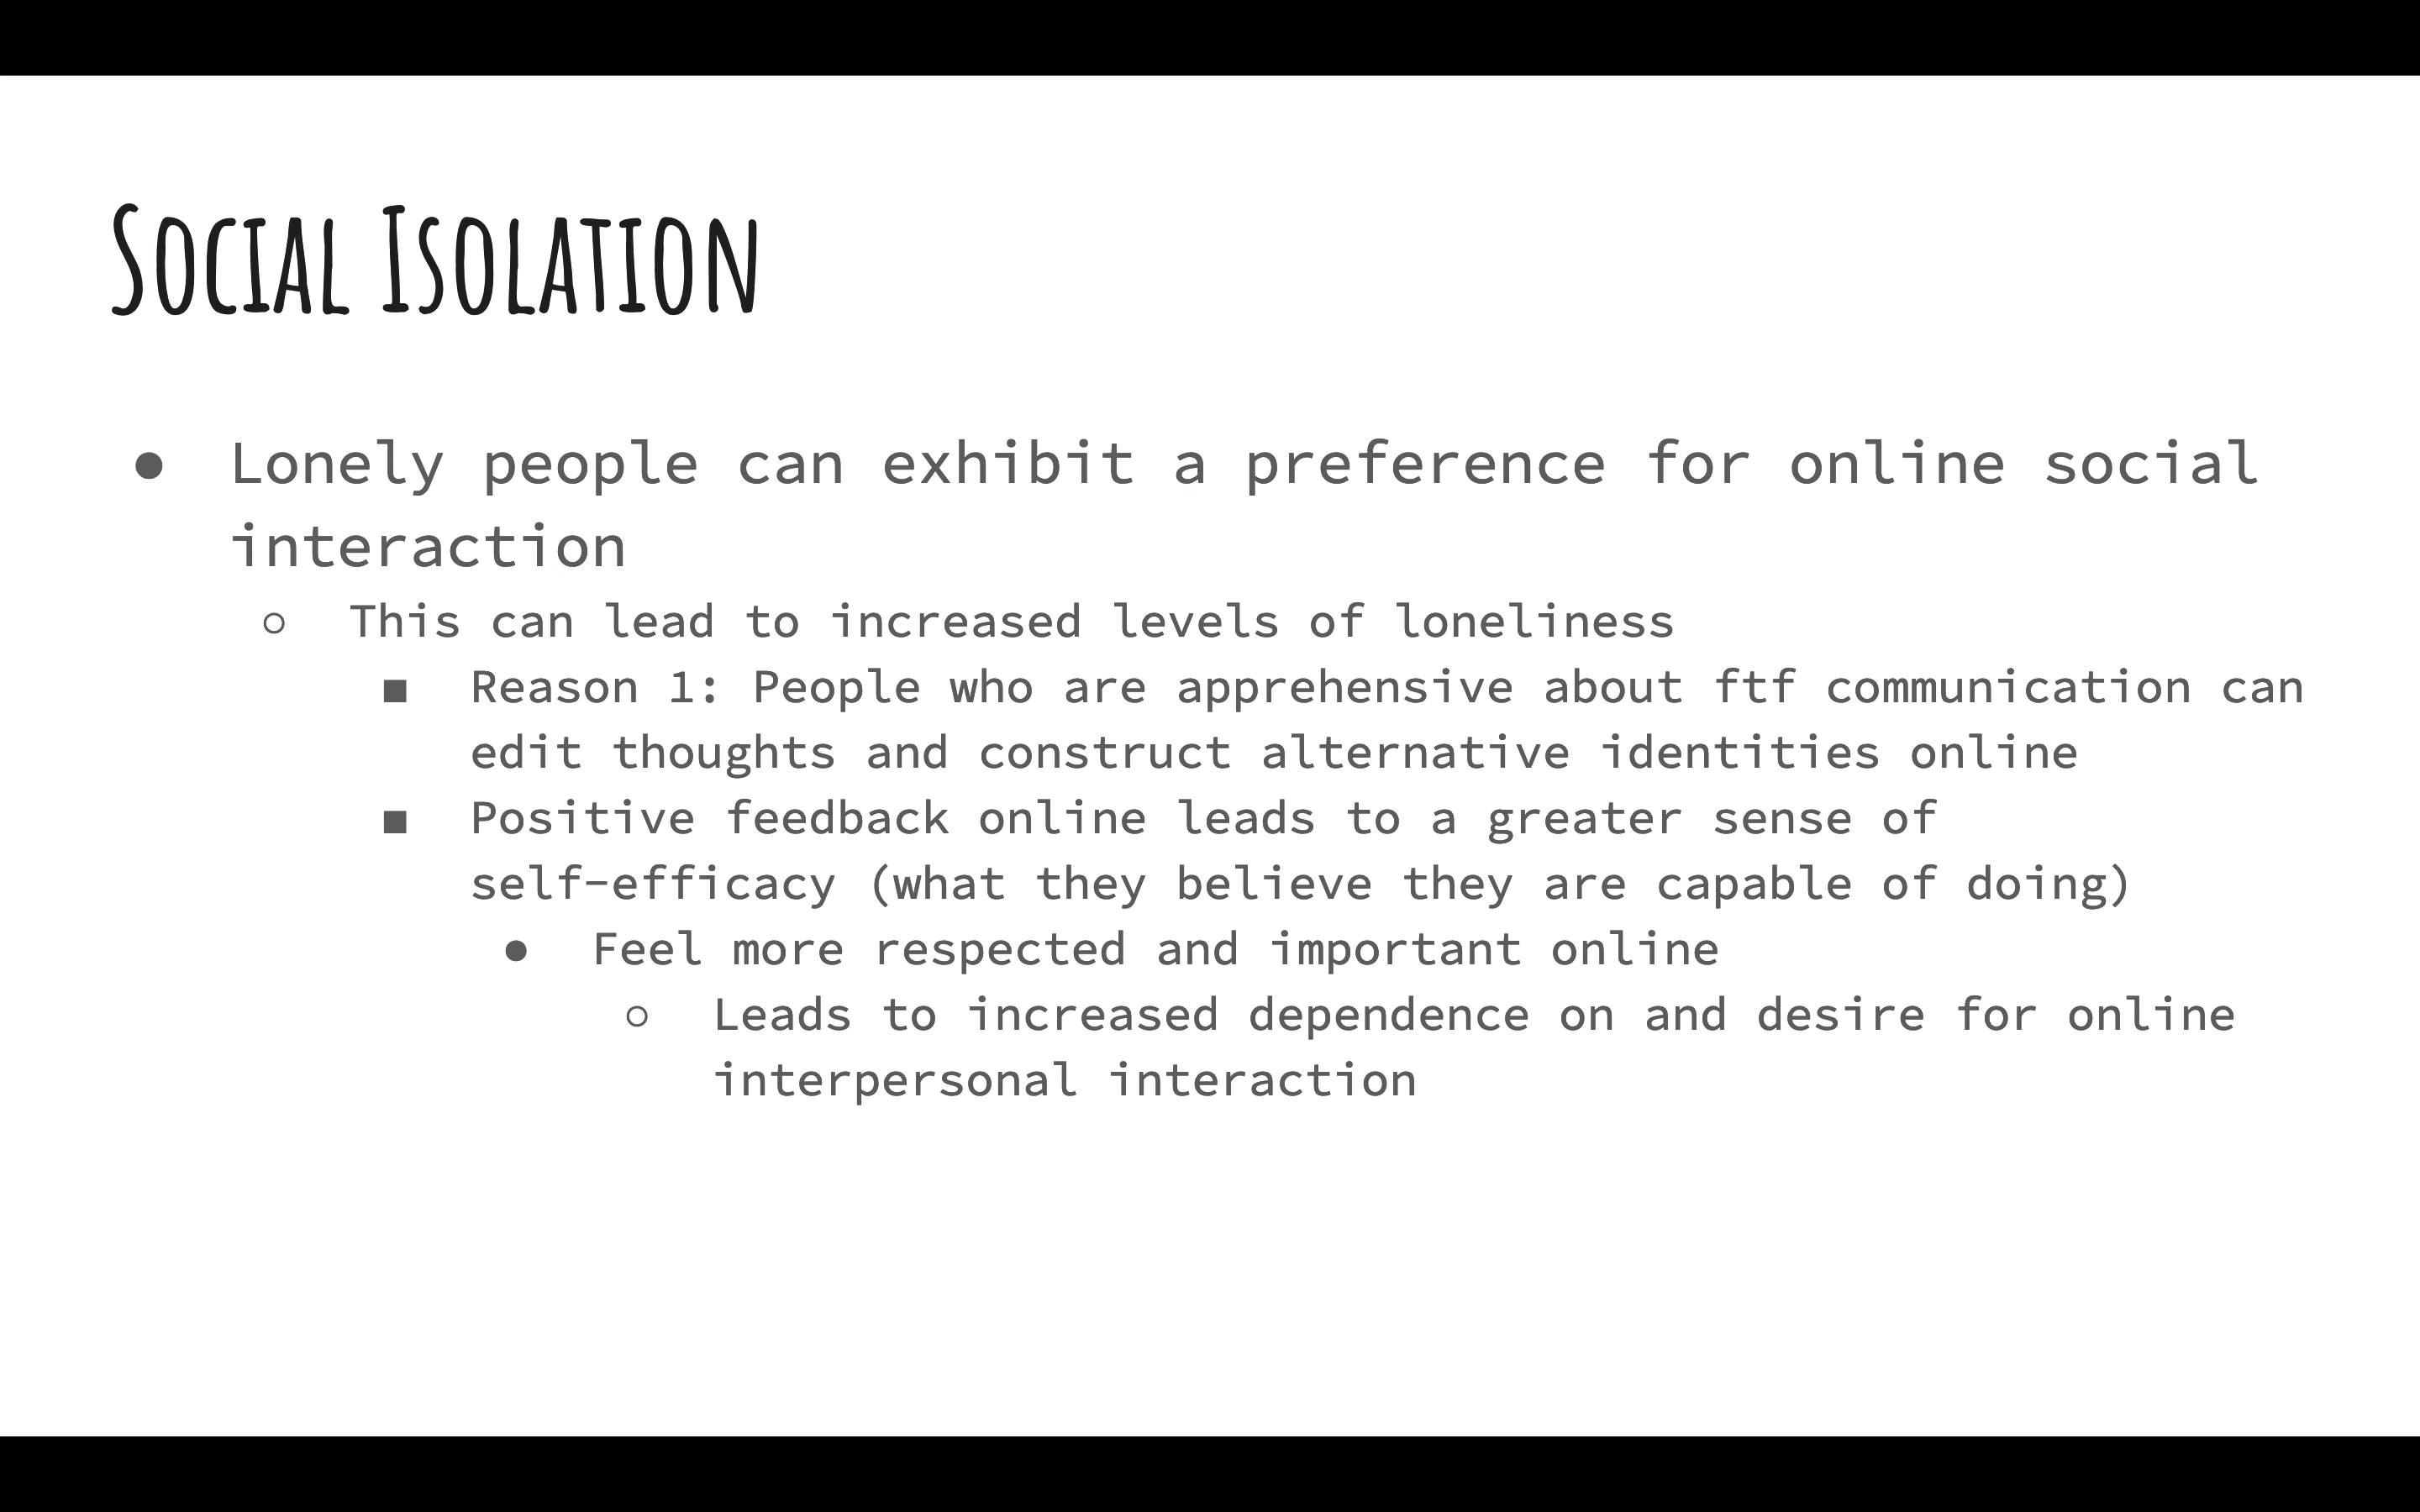 Social Isolation
● Lonely people can exhibit a preference for online social
interaction
○ This can lead to increased levels of loneliness
■ Reason 1: People who are apprehensive about ftf communication can
edit thoughts and construct alternative identities online
■ Positive feedback online leads to a greater sense of
self-efficacy (what they believe they are capable of doing)
● Feel more respected and important online
○ Leads to increased dependence on and desire for online
interpersonal interaction